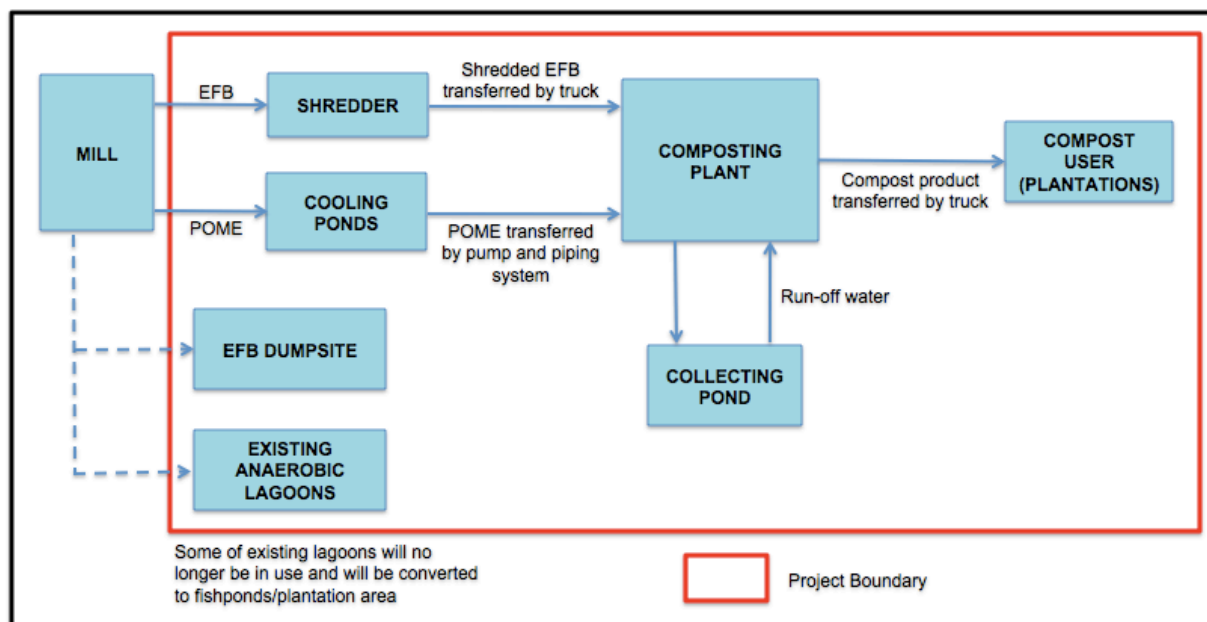 MILL
EFB
SHREDDER
Shredded EFB
transferred by truck
COMPOSTING
PLANT
Compost product
transferred by truck
COMPOST
USER
(PLANTATIONS)
POME
COOLING
PONDS
POME transferred
by pump and piping
system
Run-off water
EFB DUMPSITE
COLLECTING
POND
EXISTING
ANAEROBIC
LAGOONS
Some of existing lagoons will no
longer be in use and will be converted
to fishponds/plantation area
Project Boundary